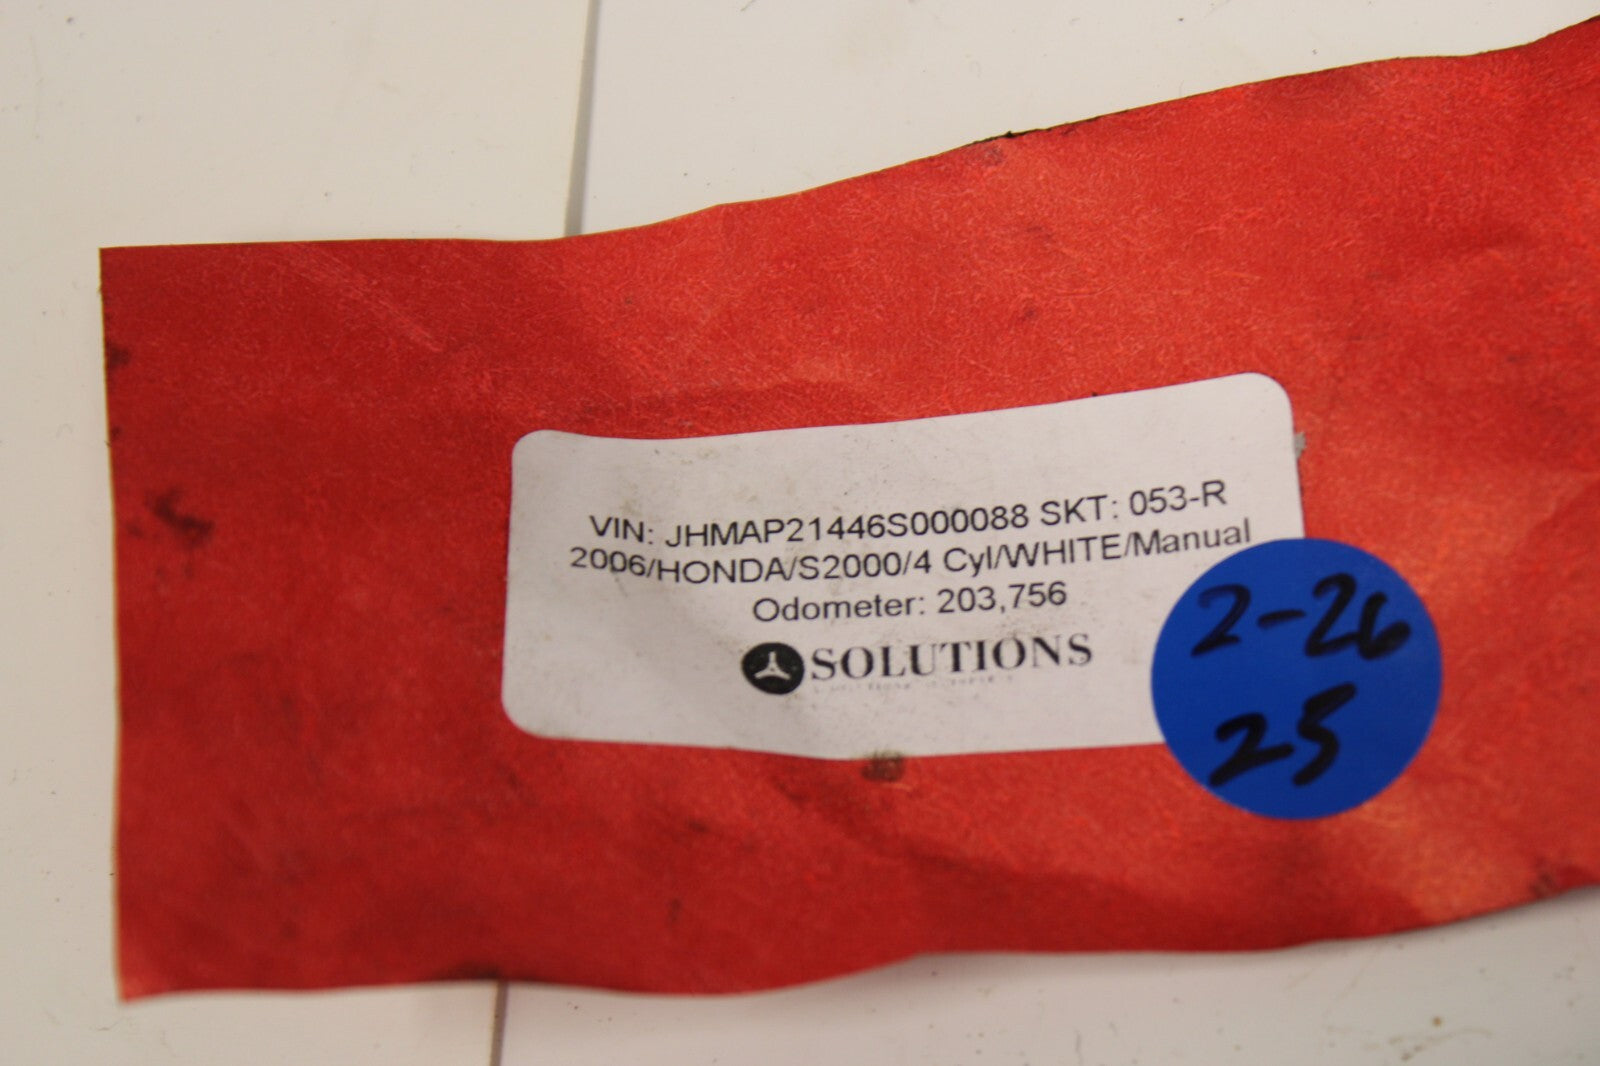 VIN: JHMAP21446S000088 SKT: 053-R
2006/HONDA/S2000/4 Cyl/WHITE/Manual
Odometer: 203,756
SOLUTIONS
2-26
25